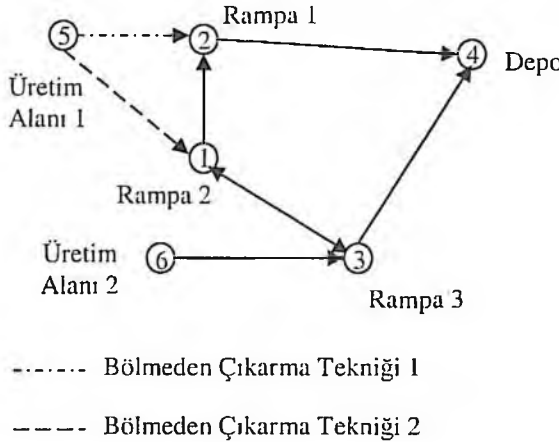 Rampa 1
5
2
4
Depo
Üretim
Alanı 1
1
Rampa 2
Üretim
Alanı 2
6
3
Rampa 3
Bölmeden Çıkarma Tekniği 1
Bölmeden Çıkarma Tekniği 2